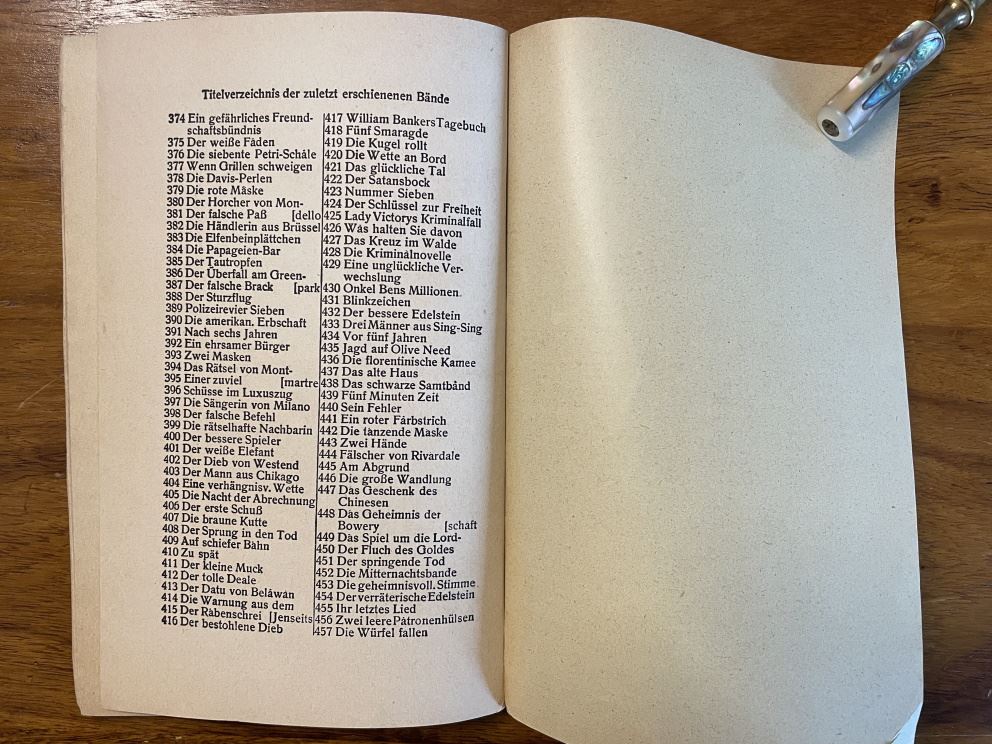 Titelverzeichnis der zuletzt erschienenen Bände
374 Ein gefährliches Freund-
schaftsbündnis
375 Der weiße Faden
376 Die siebente Petri-Schale
377 Wenn Grillen schweigen
378 Die Davis-Perlen
379 Die rote Maske
380 Der Horcher von Mon-
381 Der falsche Paß [dello
382 Die Händlerin aus Brüssel
383 Die Elfenbeinplättchen
384 Die Papageien-Bar
385 Der Tautropfen
386 Der Überfall am Green-
387 Der falsche Brack [park
388 Der Sturzflug
389 Polizeirevier Sieben
390 Die amerikan. Erbschaft
391 Nach sechs Jahren
392 Ein ehrsamer Bürger
393 Zwei Masken
394 Das Rätsel von Mont-
395 Einer zuviel [martre
396 Schüsse im Luxuszug
397 Die Sängerin von Milano
398 Der falsche Befehl
399 Die rätselhafte Nachbarin
400 Der bessere Spieler
401 Der weiße Elefant
402 Der Dieb von Westend
403 Der Mann aus Chikago
404 Eine verhängnisv. Wette
405 Die Nacht der Abrechnung
406 Der erste Schuß
407 Die braune Kutte
408 Der Sprung in den Tod
409 Auf schiefer Bahn
410 Zu spät
411 Der kleine Muck
412 Der tolle Deale
413 Der Datu von Belawan
414 Die Warnung aus dem
415 Der Rabenschrei [Jenseits
416 Der bestohlene Dieb
417 William Bankers Tagebuch
418 Fünf Smaragde
419 Die Kugel rollt
420 Die Wette an Bord
421 Das glückliche Tal
422 Der Satansbock
423 Nummer Sieben
424 Der Schlüssel zur Freiheit
425 Lady Victorys Kriminalfall
426 Was halten Sie davon
427 Das Kreuz im Walde
428 Die Kriminalnovelle
429 Eine unglückliche Ver-
wechslung
430 Onkel Bens Millionen
431 Blinkzeichen
432 Der bessere Edelstein
433 Drei Männer aus Sing-Sing
434 Vor fünf Jahren
435 Jagd auf Olive Need
436 Die florentinische Kamee
437 Das alte Haus
438 Das schwarze Samtband
439 Fünf Minuten Zeit
440 Sein Fehler
441 Ein roter Farbstrich
442 Die tanzende Maske
443 Zwei Hände
444 Fälscher von Rivardale
445 Am Abgrund
446 Die große Wandlung
447 Das Geschenk des
Chinesen
448 Das Geheimnis der
Bowery [schaft
449 Das Spiel um die Lord-
450 Der Fluch des Goldes
451 Der springende Tod
452 Die Mitternachtsbande
453 Die geheimnisvoll. Stimme
454 Der verräterische Edelstein
455 Ihr letztes Lied
456 Zwei leere Patronenhülsen
457 Die Würfel fallen